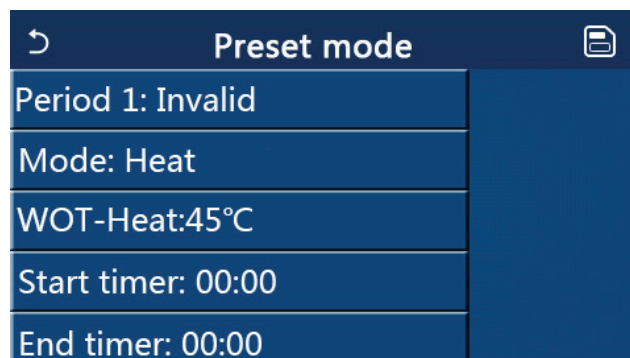 Preset mode
Period 1: Invalid
Mode: Heat
WOT-Heat:45℃
Start timer: 00:00
End timer: 00:00